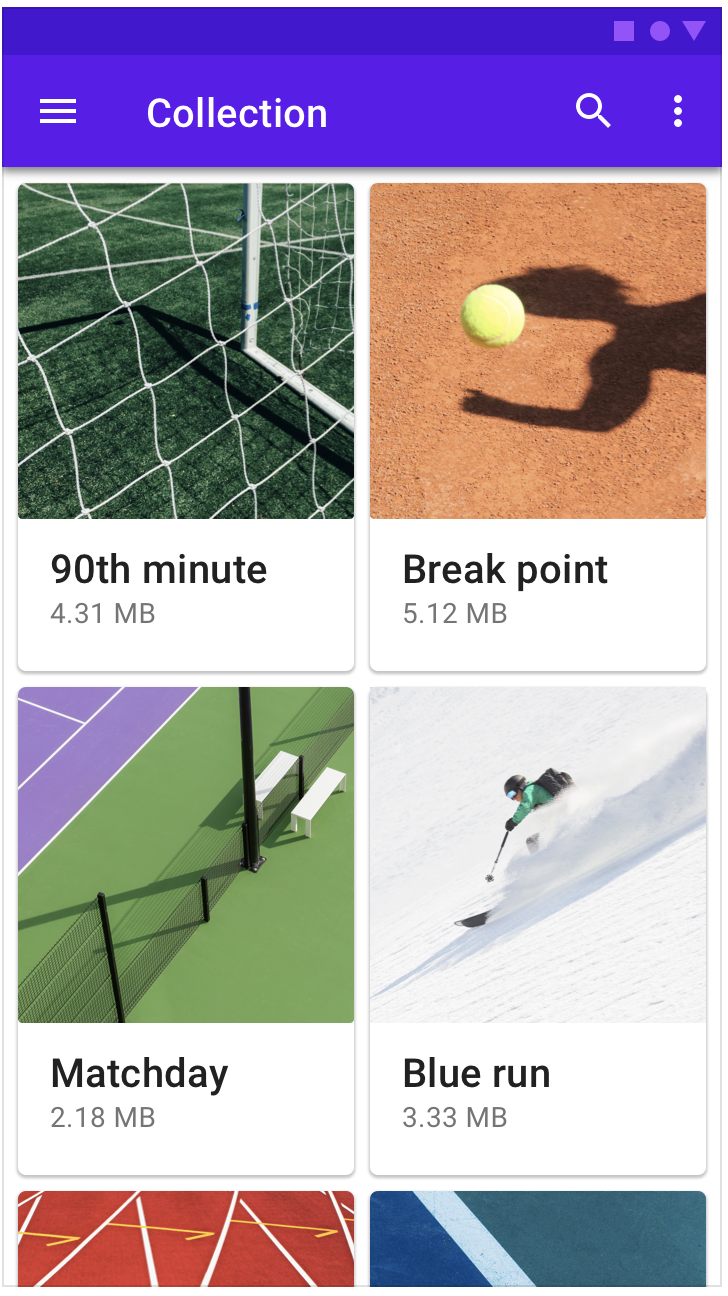 Collection
90th minute
4.31 MB
Break point
5.12 MB
Matchday
2.18 MB
Blue run
3.33 MB